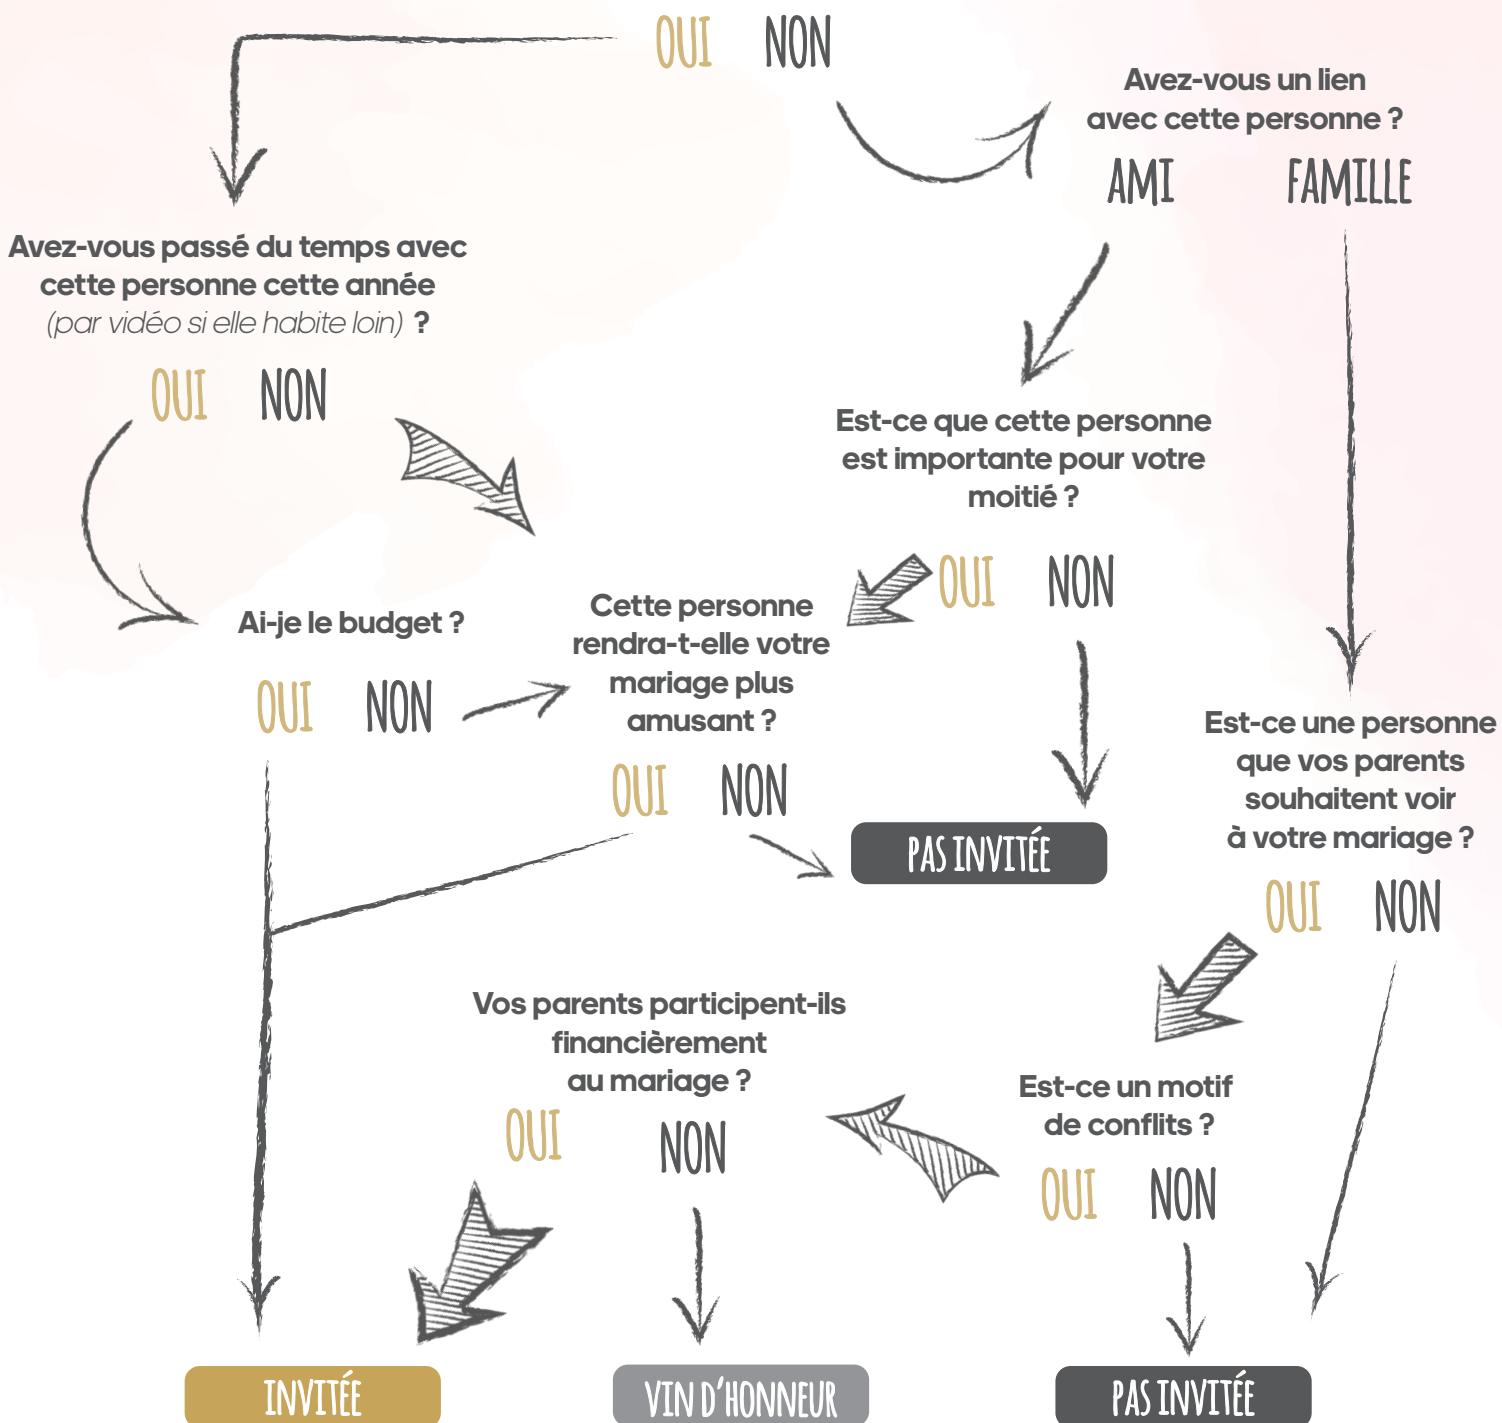 OUI NON
Avez-vous un lien
avec cette personne ?
AMI FAMILLE
Avez-vous passé du temps avec
cette personne cette année
(par vidéo si elle habite loin) ?
OUI NON
Est-ce que cette personne
est importante pour votre
moitié ?
OUI NON
Ai-je le budget ?
OUI NON
Cette personne
rendra-t-elle votre
mariage plus
amusant ?
OUI NON
PAS INVITÉE
Est-ce une personne
que vos parents
souhaitent voir
à votre mariage ?
OUI NON
Vos parents participent-ils
financièrement
au mariage ?
OUI NON
Est-ce un motif
de conflits ?
OUI NON
INVITÉE
VIN D'HONNEUR
PAS INVITÉE